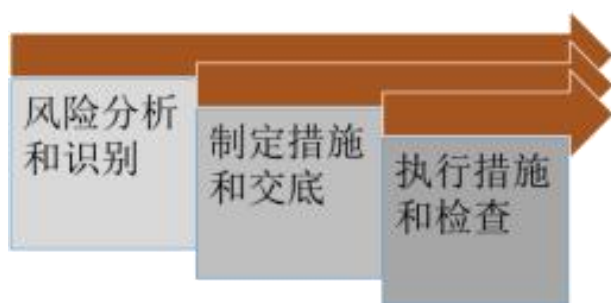 风险分析
和识别
制定措施
和交底
执行措施
和检查